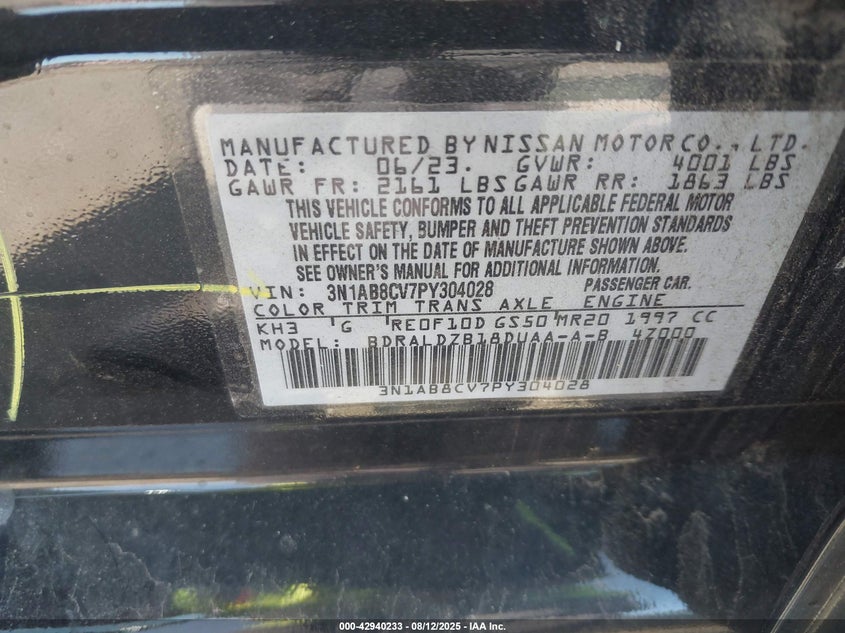 MANUFACTURED BY NISSAN MOTOR CO., LTD.
DATE: 06/23. GVWR: 4001 LBS
GAWR FR: 2161 LBS GAWR RR: 1863 LBS
THIS VEHICLE CONFORMS TO ALL APPLICABLE FEDERAL MOTOR
VEHICLE SAFETY, BUMPER AND THEFT PREVENTION STANDARDS
IN EFFECT ON THE DATE OF MANUFACTURE SHOWN ABOVE.
SEE OWNER'S MANUAL FOR ADDITIONAL INFORMATION.
VIN: 3N1AB8CV7PY304028 PASSENGER CAR.
COLOR TRIM TRANS AXLE ENGINE
KH3 G RE0F10D GS50 MR20 1997 CC
MODEL: BDRALDZB18DUAA-A-B 4Z000
3N1AB8CV7PY304028
000-42940233 - 08/12/2025 - IAA Inc.